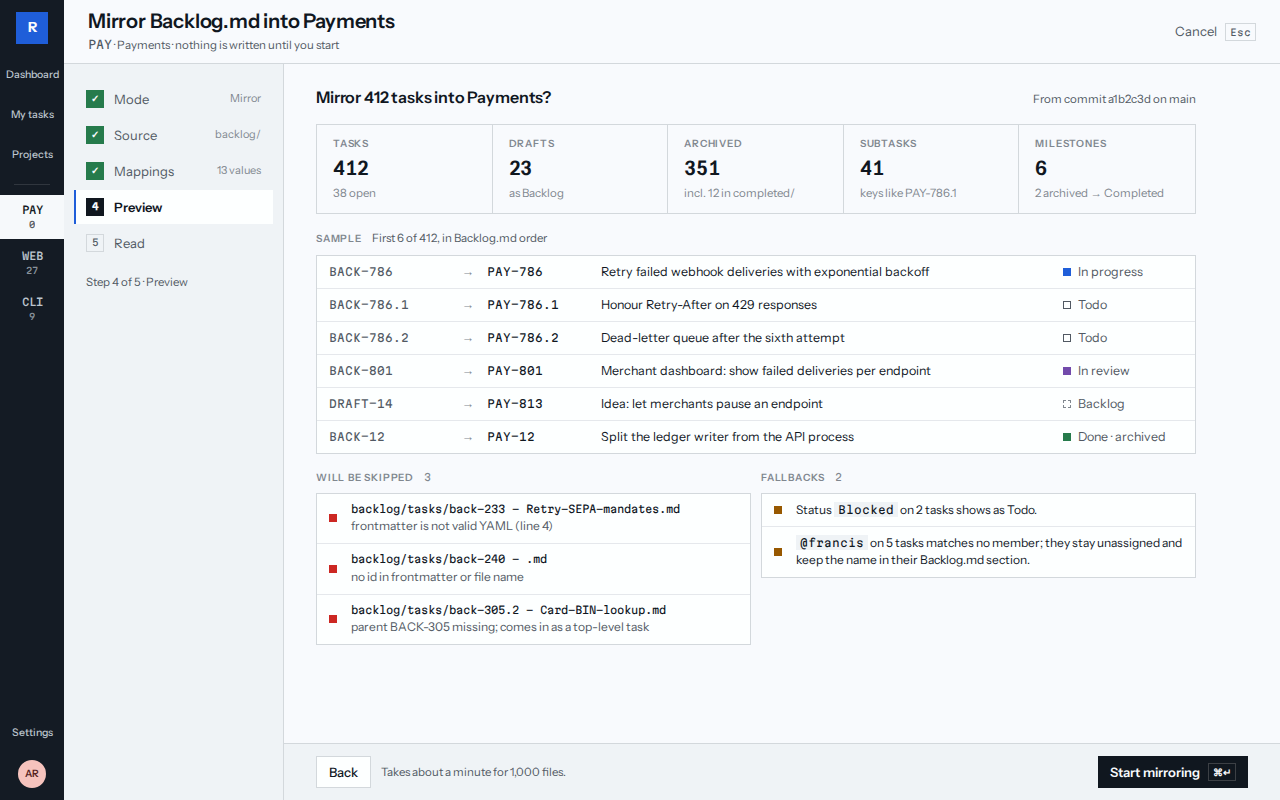 R
Mirror Backlog.md into Payments
PAY · Payments · nothing is written until you start
Cancel Esc
Dashboard
My tasks
Projects
PAY
0
WEB
27
CLI
9
Settings
AR
✓ Mode Mirror
✓ Source backlog/
✓ Mappings 13 values
4 Preview
5 Read
Step 4 of 5 · Preview
Mirror 412 tasks into Payments?
From commit a1b2c3d on main
TASKS
412
38 open
DRAFTS
23
as Backlog
ARCHIVED
351
incl. 12 in completed/
SUBTASKS
41
keys like PAY-786.1
MILESTONES
6
2 archived → Completed
SAMPLE First 6 of 412, in Backlog.md order
BACK-786 → PAY-786 Retry failed webhook deliveries with exponential backoff In progress
BACK-786.1 → PAY-786.1 Honour Retry-After on 429 responses Todo
BACK-786.2 → PAY-786.2 Dead-letter queue after the sixth attempt Todo
BACK-801 → PAY-801 Merchant dashboard: show failed deliveries per endpoint In review
DRAFT-14 → PAY-813 Idea: let merchants pause an endpoint Backlog
BACK-12 → PAY-12 Split the ledger writer from the API process Done · archived
WILL BE SKIPPED 3
backlog/tasks/back-233 - Retry-SEPA-mandates.md
frontmatter is not valid YAML (line 4)
backlog/tasks/back-240 - .md
no id in frontmatter or file name
backlog/tasks/back-305.2 - Card-BIN-lookup.md
parent BACK-305 missing; comes in as a top-level task
FALLBACKS 2
Status Blocked on 2 tasks shows as Todo.
@francis on 5 tasks matches no member; they stay unassigned and
keep the name in their Backlog.md section.
Back
Takes about a minute for 1,000 files.
Start mirroring ⌘↵